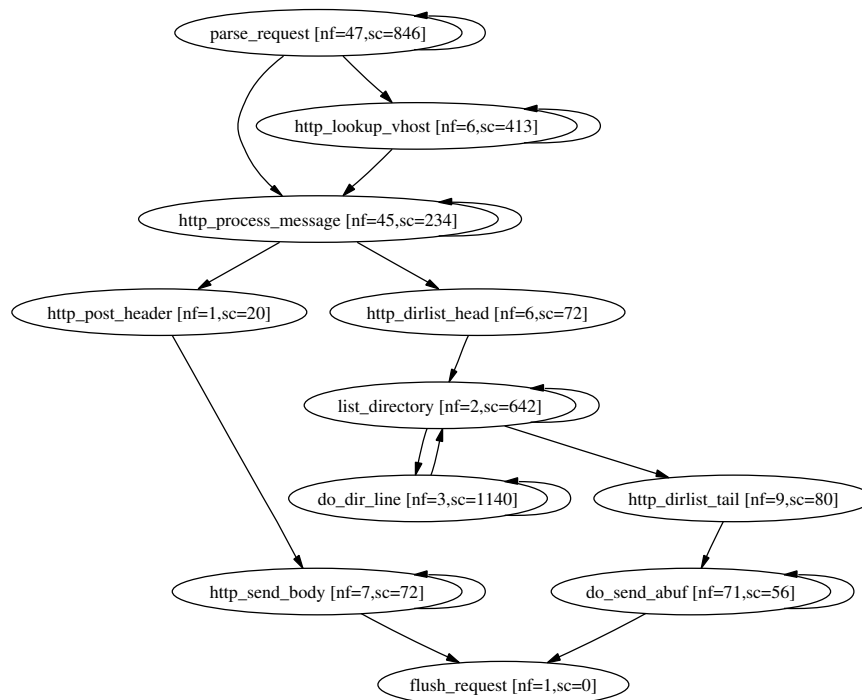 parse_request [nf=47,sc=846]
http_lookup_vhost [nf=6,sc=413]
http_process_message [nf=45,sc=234]
http_post_header [nf=1,sc=20]
http_dirlist_head [nf=6,sc=72]
list_directory [nf=2,sc=642]
do_dir_line [nf=3,sc=1140]
http_dirlist_tail [nf=9,sc=80]
http_send_body [nf=7,sc=72]
do_send_abuf [nf=71,sc=56]
flush_request [nf=1,sc=0]